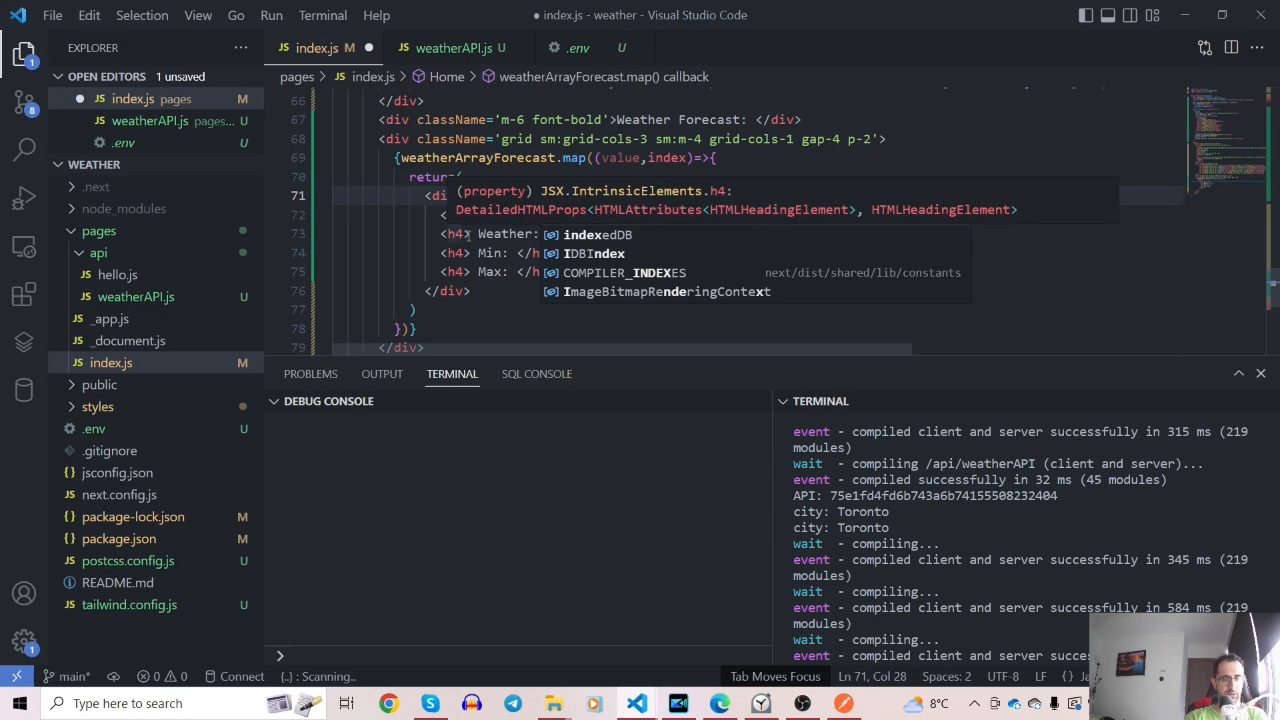 File Edit Selection View Go Run Terminal Help
● index.js - weather - Visual Studio Code
EXPLORER ···
OPEN EDITORS 1 unsaved
● JS index.js pages M
JS weatherAPI.js pages... U
.env U
WEATHER
.next
node_modules
pages
api
JS hello.js
JS weatherAPI.js U
JS _app.js
JS _document.js
JS index.js M
public
styles
.env U
.gitignore
{} jsconfig.json
JS next.config.js
{} package-lock.json M
{} package.json M
JS postcss.config.js U
README.md
JS tailwind.config.js U
JS index.js M ●
JS weatherAPI.js U
.env U
pages > JS index.js > Home > weatherArrayForecast.map() callback
66 </div>
67 <div className='m-6 font-bold'>Weather Forecast: </div>
68 <div className='grid sm:grid-cols-3 sm:m-4 grid-cols-1 gap-4 p-2'>
69 {weatherArrayForecast.map((value,index)=>{
70 return(
71 <di
(property) JSX.IntrinsicElements.h4:
DetailedHTMLProps<HTMLAttributes<HTMLHeadingElement>, HTMLHeadingElement>
72 <
73 <h4> Weather:
74 <h4> Min: </h
75 <h4> Max: </h
indexedDB
IDBIndex
COMPILER_INDEXES next/dist/shared/lib/constants
ImageBitmapRenderingContext
76 </div>
77 )
78 })}
79 </div>
PROBLEMS OUTPUT TERMINAL SQL CONSOLE
DEBUG CONSOLE
>
TERMINAL
event - compiled client and server successfully in 315 ms (219
modules)
wait - compiling /api/weatherAPI (client and server)...
event - compiled successfully in 32 ms (45 modules)
API: 75e1fd4fd6b743a6b74155508232404
city: Toronto
city: Toronto
wait - compiling...
event - compiled client and server successfully in 345 ms (219
modules)
wait - compiling...
event - compiled client and server successfully in 584 ms (219
modules)
wait - compiling...
event - compiled client and server succes
1
8
1
main* 0 0 Connect {..}: Scanning..
Tab Moves Focus Ln 71, Col 28 Spaces: 2 UTF-8 LF
Type here to search
8°C